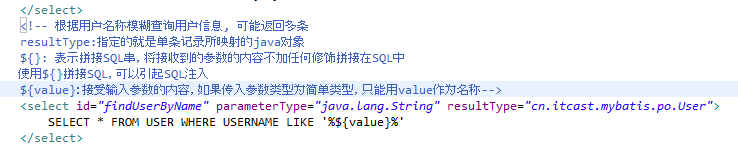 </select>
<!-- 根据用户名称模糊查询用户信息, 可能返回多条
resultType:指定的就是单条记录所映射的java对象
${}: 表示拼接SQL串,将接收到的参数的内容不加任何修饰拼接在SQL中
使用${}拼接SQL,可以引起SQL注入
${value}:接受输入参数的内容,如果传入参数类型为简单类型,只能用value作为名称-->
<select id="findUserByName" parameterType="java.lang.String" resultType="cn.itcast.mybatis.po.User">
SELECT * FROM USER WHERE USERNAME LIKE '%${value}%'
</select>